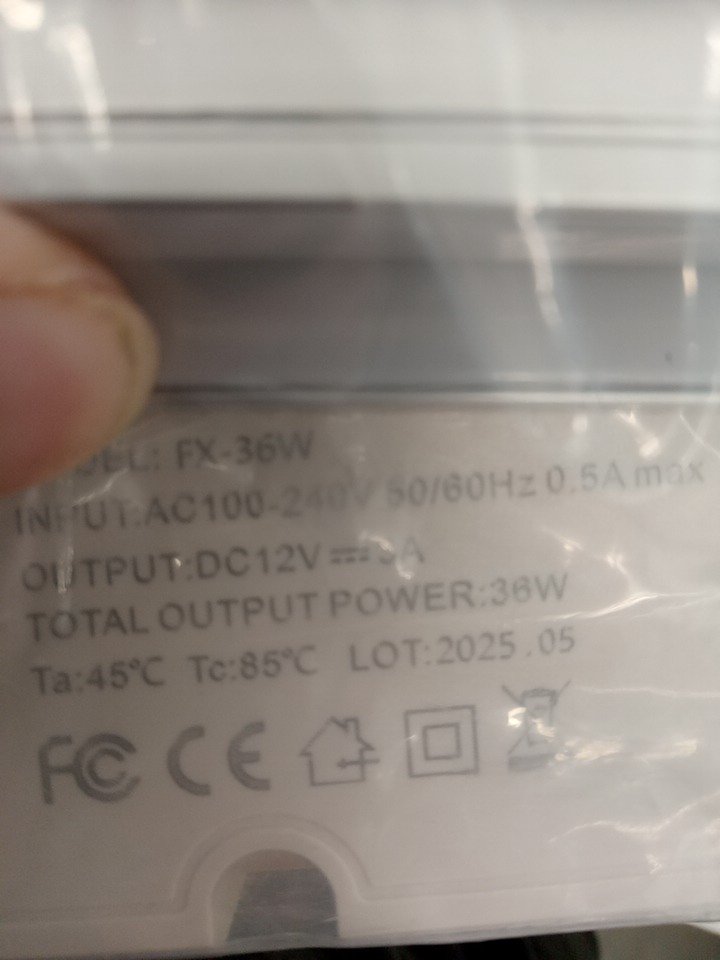 FX-36W
INPUT:AC100-240V 50/60Hz 0.5A max
OUTPUT:DC12V
TOTAL OUTPUT POWER:36W
Ta:45℃ Tc:85℃ LOT:2025.05
FC CE